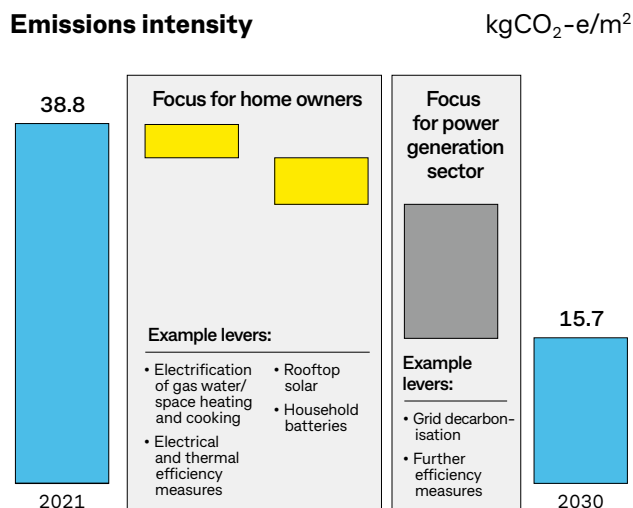 Emissions intensity
kgCO₂-e/m²
38.8
2021
Focus for home owners
Example levers:
• Electrification
of gas water/
space heating
and cooking
• Electrical
and thermal
efficiency
measures
• Rooftop
solar
• Household
batteries
Focus
for power
generation
sector
Example
levers:
• Grid decarbon-
isation
• Further
efficiency
measures
15.7
2030